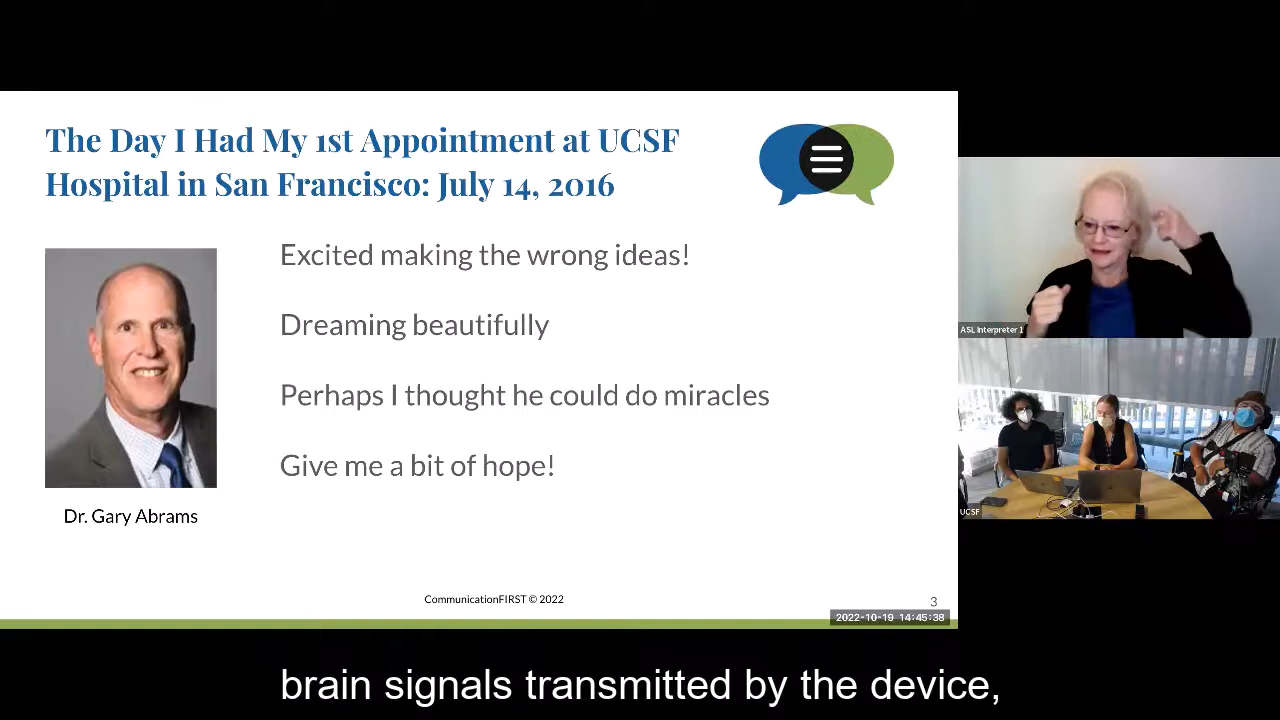 The Day I Had My 1st Appointment at UCSF
Hospital in San Francisco: July 14, 2016
Excited making the wrong ideas!
Dreaming beautifully
Perhaps I thought he could do miracles
Give me a bit of hope!
Dr. Gary Abrams
CommunicationFIRST © 2022
3
2022-10-19 14:45:38
ASL Interpreter 1
UCSF
brain signals transmitted by the device,